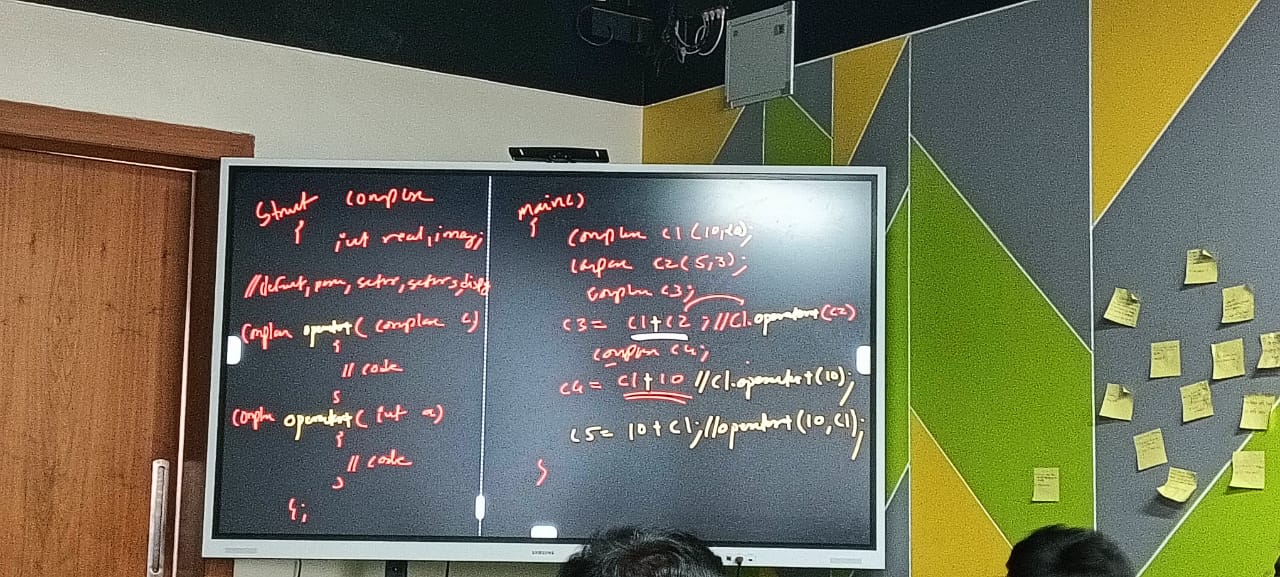 struct complex
{
int real, imag;
//default, para, setter, setters, disp
complex operator+( complex c)
{
// code
}
complex operator+( int a)
{
// code
}
};
main()
{
complex c1(10,20);
complex c2(5,3);
complex c3;
c3= c1+c2; //c1.operator+(c2)
complex c4;
c4= c1+10 //c1.operator+(10);
c5= 10+c1; //operator+(10,c1);
}
SAMSUNG